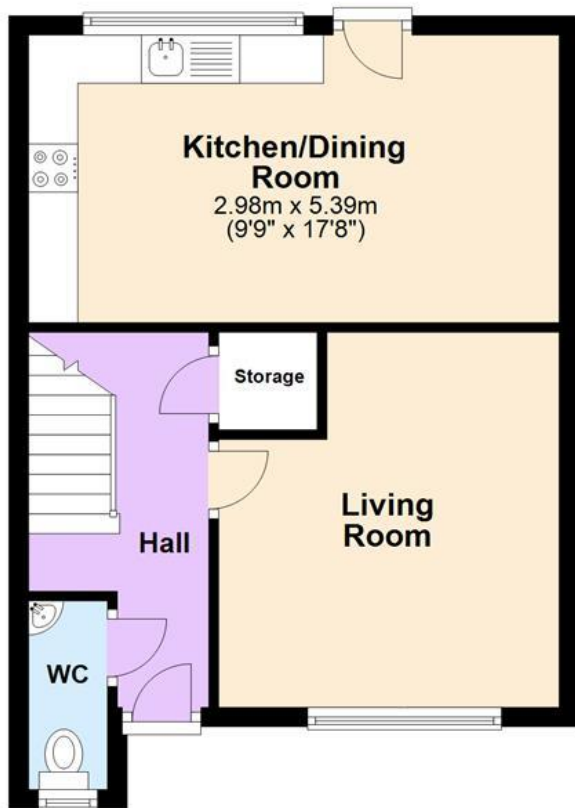 Kitchen/Dining
Room
2.98m x 5.39m
(9'9" x 17'8")
Storage
Living
Room
Hall
WC